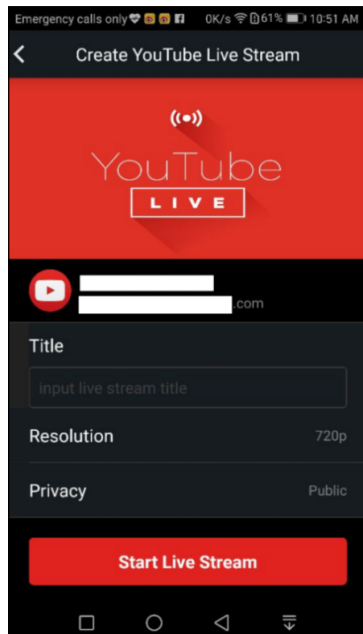 Emergency calls only 0K/s 61% 10:51 AM
Create YouTube Live Stream
YouTube
LIVE
.com
Title
input live stream title
Resolution 720p
Privacy Public
Start Live Stream